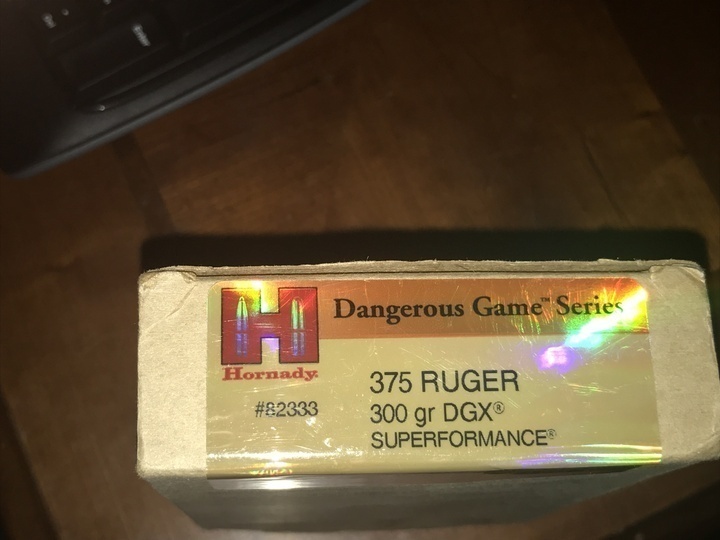 Dangerous Game™ Series
H
Hornady
#82333
375 RUGER
300 gr DGX®
SUPERFORMANCE®